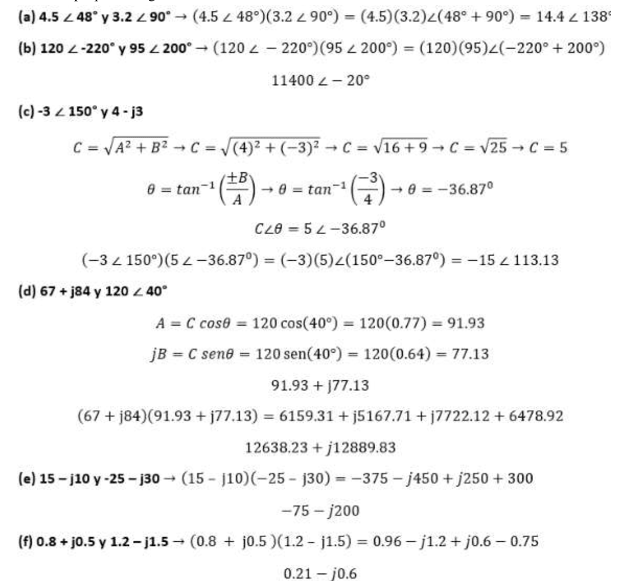 (a) 4.5 ∠ 48° y 3.2 ∠ 90° → (4.5 ∠ 48°)(3.2 ∠ 90°) = (4.5)(3.2)∠(48° + 90°) = 14.4 ∠ 138°
(b) 120 ∠ -220° y 95 ∠ 200° → (120 ∠ − 220°)(95 ∠ 200°) = (120)(95)∠(−220° + 200°)
11400 ∠ − 20°
(c) -3 ∠ 150° y 4 - j3
C = √A² + B² → C = √(4)² + (−3)² → C = √16 + 9 → C = √25 → C = 5
θ = tan⁻¹(±B/A) → θ = tan⁻¹(−3/4) → θ = −36.87⁰
C∠θ = 5 ∠ −36.87⁰
(−3 ∠ 150°)(5 ∠ −36.87⁰) = (−3)(5)∠(150°−36.87⁰) = −15 ∠ 113.13
(d) 67 + j84 y 120 ∠ 40°
A = C cosθ = 120 cos(40°) = 120(0.77) = 91.93
jB = C senθ = 120 sen(40°) = 120(0.64) = 77.13
91.93 + j77.13
(67 + j84)(91.93 + j77.13) = 6159.31 + j5167.71 + j7722.12 + 6478.92
12638.23 + j12889.83
(e) 15 – j10 y -25 – j30 → (15 – j10)(−25 – j30) = −375 − j450 + j250 + 300
−75 − j200
(f) 0.8 + j0.5 y 1.2 – j1.5 → (0.8 + j0.5 )(1.2 – j1.5) = 0.96 − j1.2 + j0.6 − 0.75
0.21 − j0.6